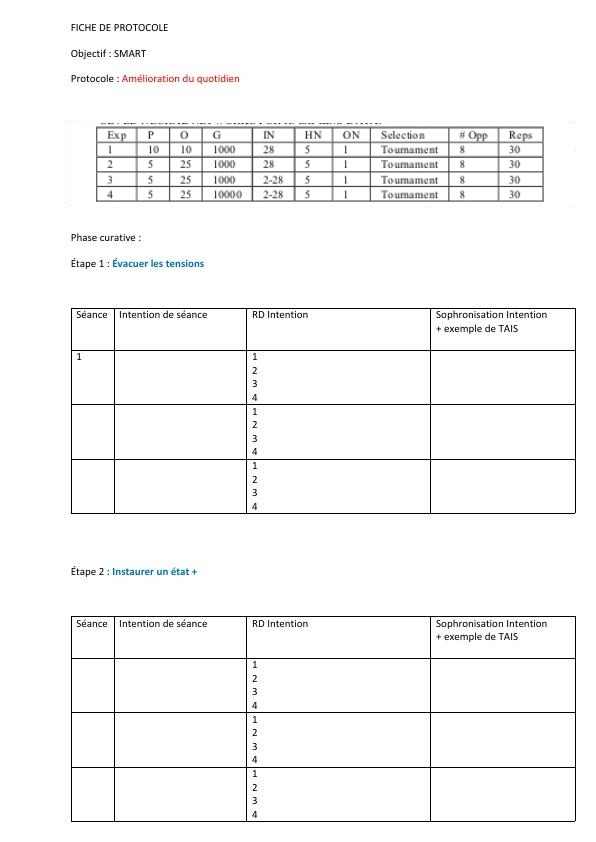 FICHE DE PROTOCOLE
Objectif : SMART
Protocole : Amélioration du quotidien
Exp P O G IN HN ON Selection # Opp Reps
1 10 10 1000 28 5 1 Tournament 8 30
2 5 25 1000 28 5 1 Tournament 8 30
3 5 25 1000 2-28 5 1 Tournament 8 30
4 5 25 10000 2-28 5 1 Tournament 8 30
Phase curative :
Étape 1 : Évacuer les tensions
Séance Intention de séance RD Intention Sophronisation Intention
+ exemple de TAIS
1 1
2
3
4
1
2
3
4
1
2
3
4
Étape 2 : Instaurer un état +
Séance Intention de séance RD Intention Sophronisation Intention
+ exemple de TAIS
1
2
3
4
1
2
3
4
1
2
3
4